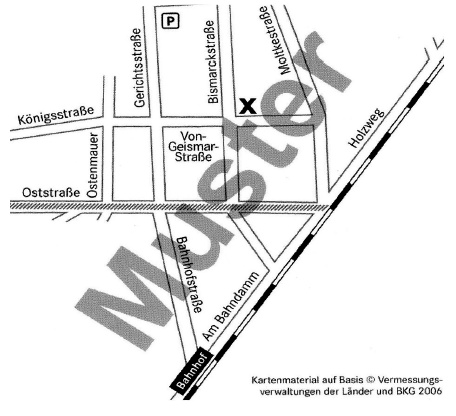 P
Gerichtsstraße
Bismarckstraße
Moltkestraße
X
Königsstraße
Ostenmauer
Von-
Geismar-
Straße
Holzweg
Oststraße
Bahnhofstraße
Am Bahndamm
Bahnhof
Muster
Kartenmaterial auf Basis © Vermessungs-
verwaltungen der Länder und BKG 2006